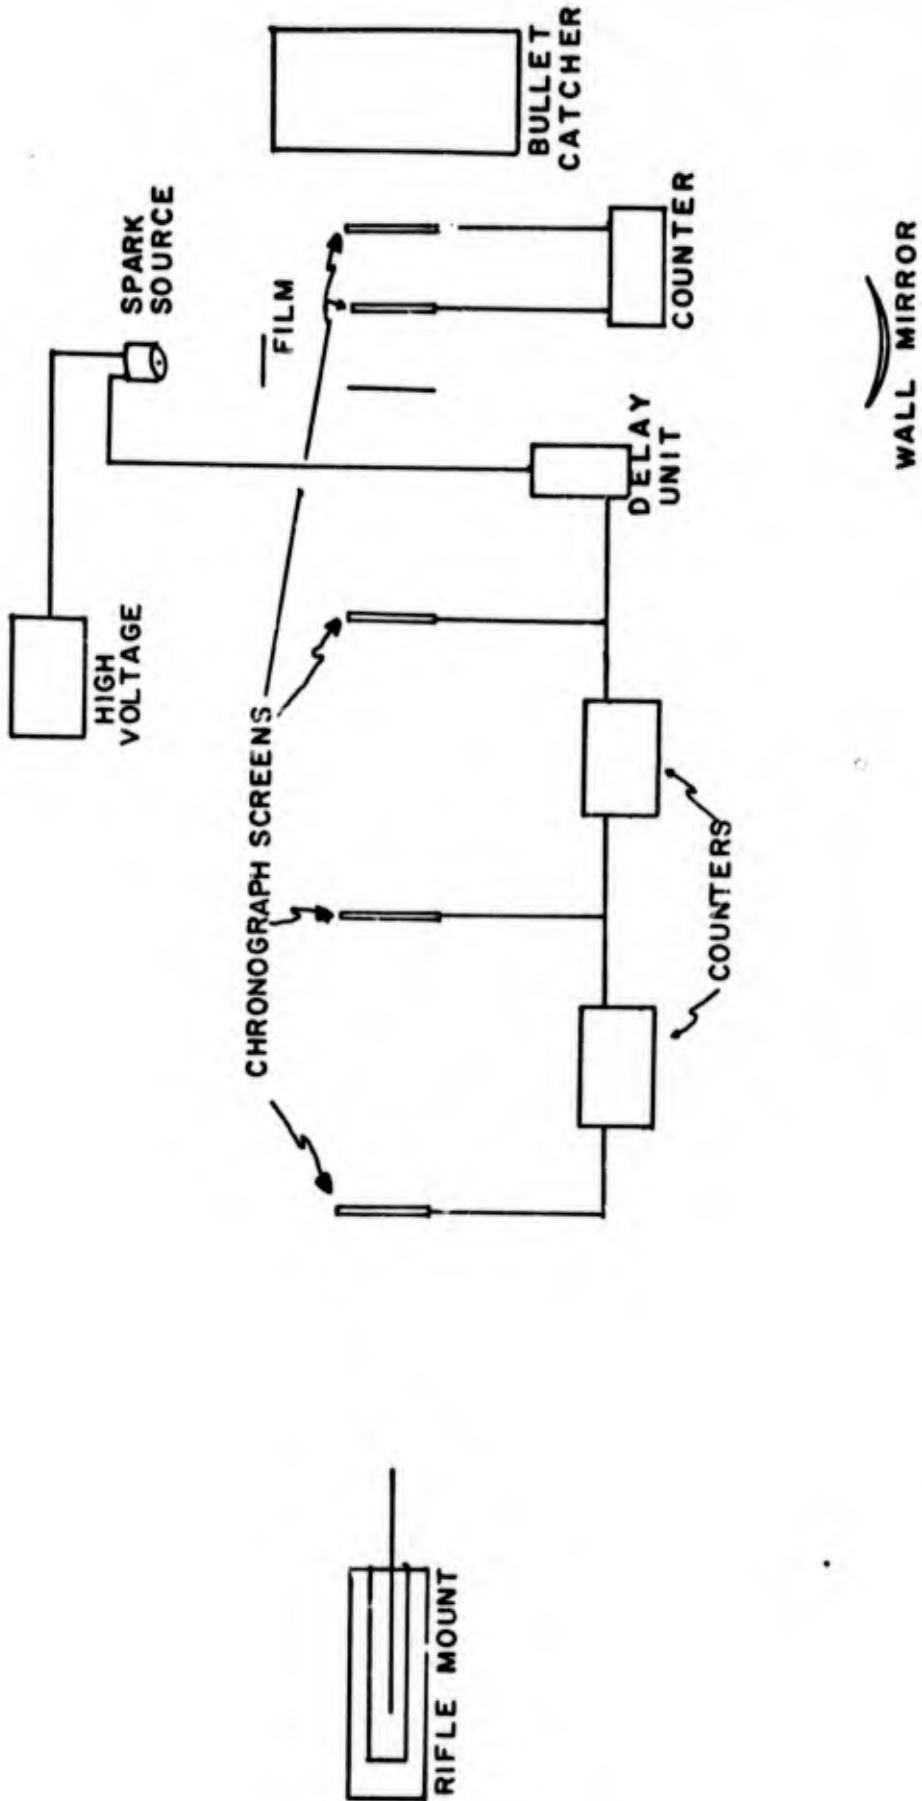 HIGH
VOLTAGE
SPARK
SOURCE
FILM
BULLET
CATCHER
CHRONOGRAPH SCREENS
DELAY
UNIT
COUNTER
COUNTERS
RIFLE MOUNT
WALL MIRROR